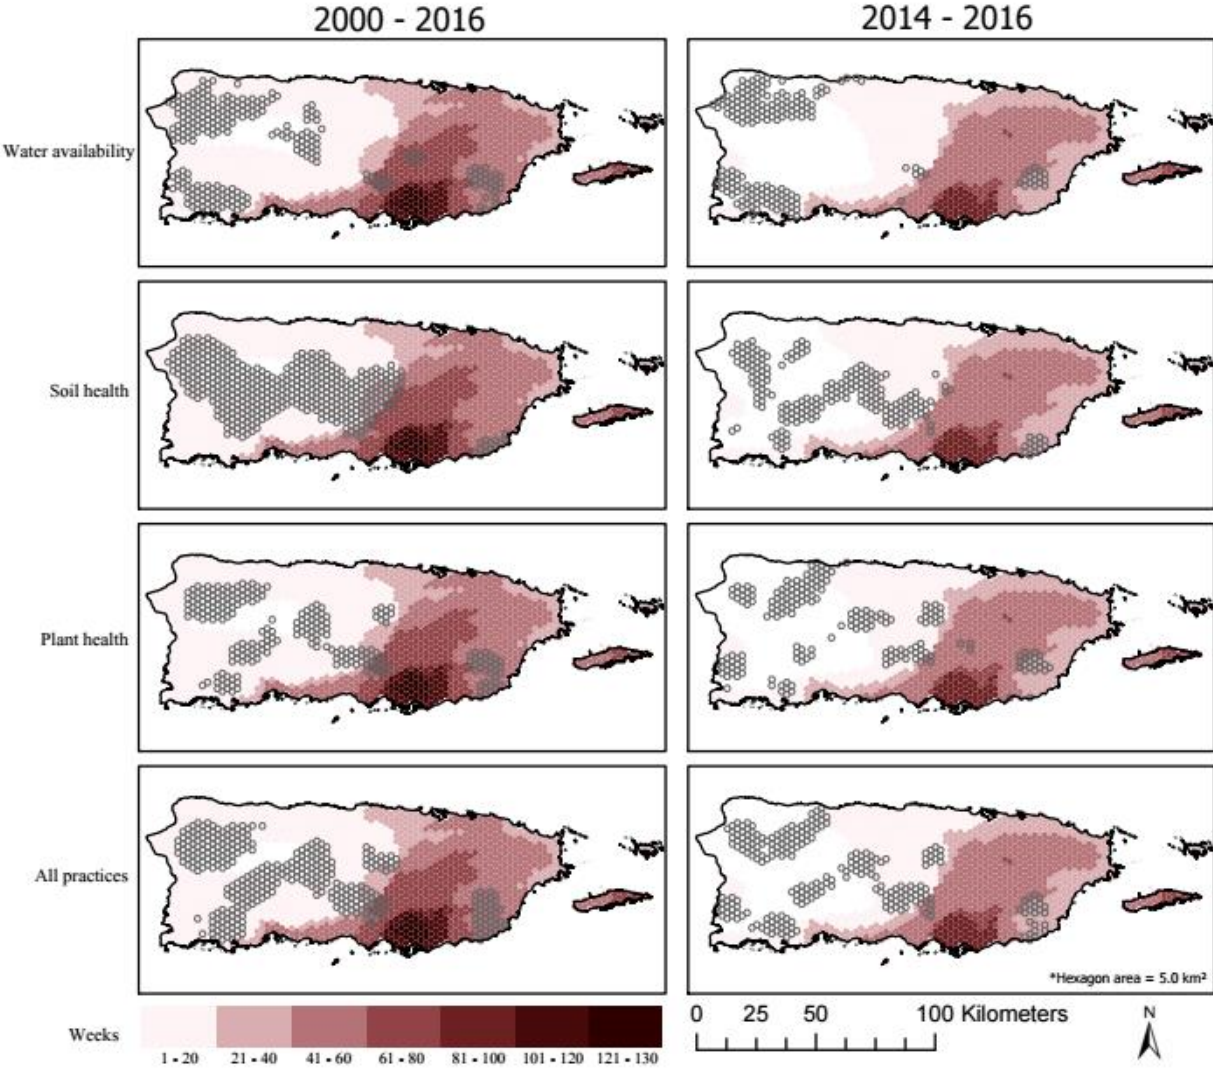 2000 - 2016
2014 - 2016
Water availability
Soil health
Plant health
All practices
*Hexagon area = 5.0 km²
Weeks
1 - 20
21 - 40
41 - 60
61 - 80
81 - 100
101 - 120
121 - 130
0 25 50 100 Kilometers
N